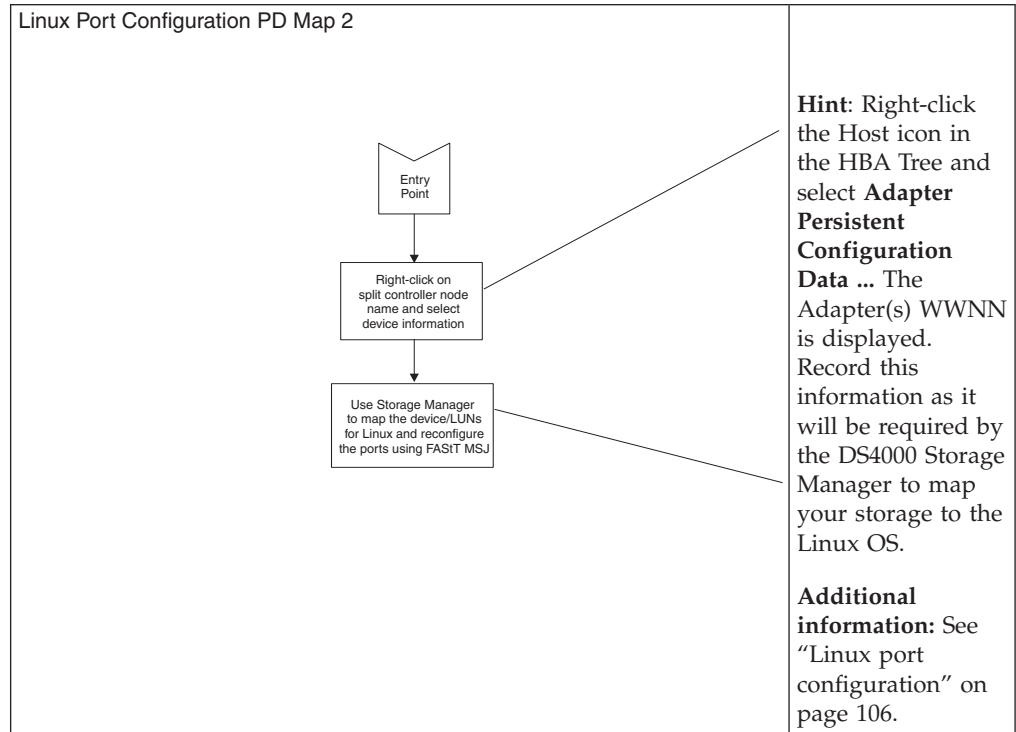 Linux Port Configuration PD Map 2
Entry
Point
Right-click on
split controller node
name and select
device information
Use Storage Manager
to map the device/LUNs
for Linux and reconfigure
the ports using FAStT MSJ
Hint: Right-click
the Host icon in
the HBA Tree and
select Adapter
Persistent
Configuration
Data ... The
Adapter(s) WWNN
is displayed.
Record this
information as it
will be required by
the DS4000 Storage
Manager to map
your storage to the
Linux OS.
Additional
information: See
“Linux port
configuration” on
page 106.